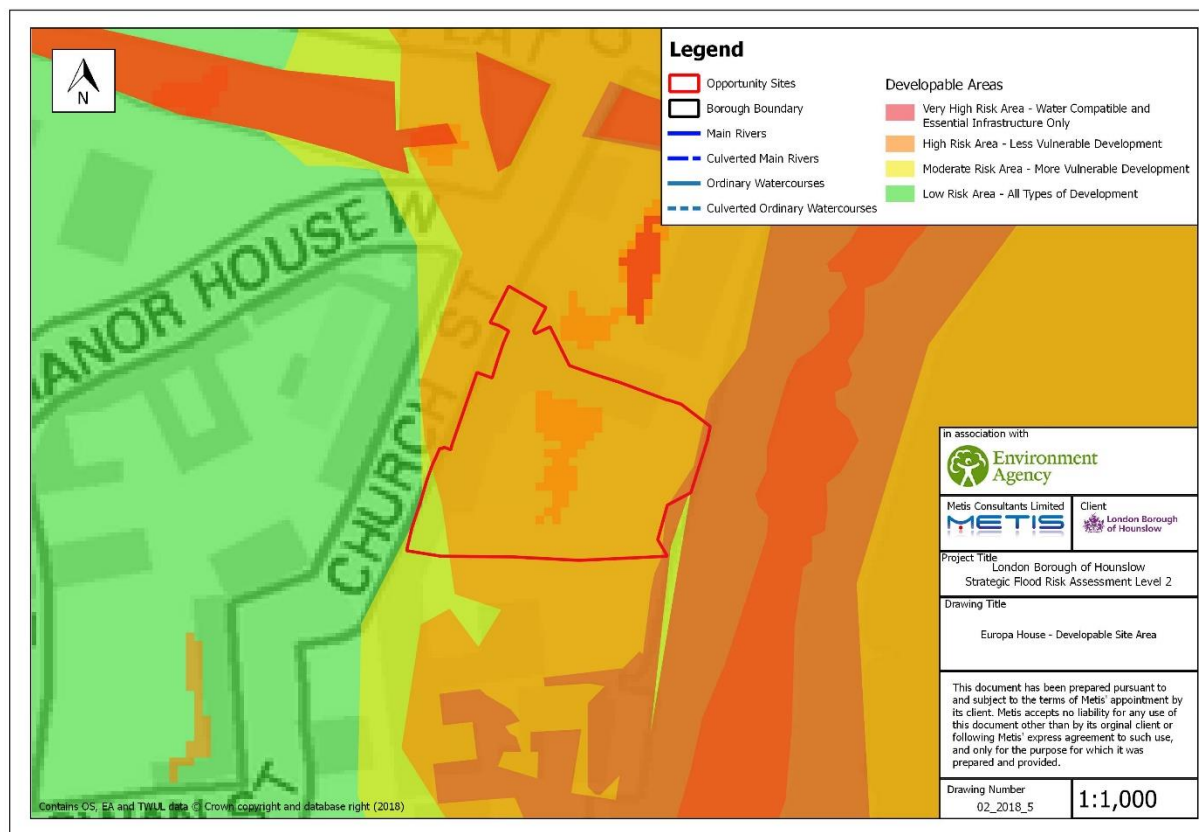 N
Legend
Opportunity Sites
Borough Boundary
Main Rivers
Culverted Main Rivers
Ordinary Watercourses
Culverted Ordinary Watercourses
Developable Areas
Very High Risk Area - Water Compatible and
Essential Infrastructure Only
High Risk Area - Less Vulnerable Development
Moderate Risk Area - More Vulnerable Development
Low Risk Area - All Types of Development
MANOR HOUSE
CHURCH ST
in association with
Environment
Agency
Metis Consultants Limited
METIS
Client
London Borough
of Hounslow
Project Title
London Borough of Hounslow
Strategic Flood Risk Assessment Level 2
Drawing Title
Europa House - Developable Site Area
This document has been prepared pursuant to
and subject to the terms of Metis' appointment by
its client. Metis accepts no liability for any use of
this document other than by its orginal client or
following Metis' express agreement to such use,
and only for the purpose for which it was
prepared and provided.
Drawing Number
02_2018_5
1:1,000
Contains OS, EA and TWUL data © Crown copyright and database right (2018)